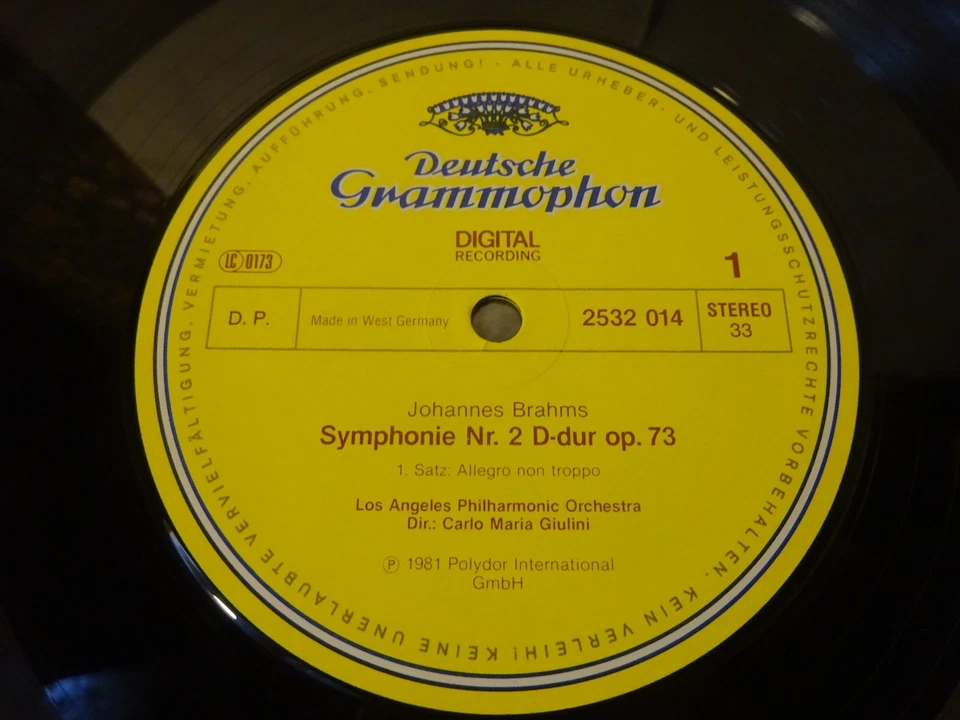 ALLE URHEBER- UND LEISTUNGSSCHUTZRECHTE VORBEHALTEN. KEIN VERLEIH! KEINE UNERLAUBTE VERVIELFÄLTIGUNG, VERMIETUNG, AUFFÜHRUNG, SENDUNG! ·
Deutsche
Grammophon
DIGITAL
RECORDING
LC 0173
1
D. P.
Made in West Germany
2532 014
STEREO
33
Johannes Brahms
Symphonie Nr. 2 D-dur op. 73
1. Satz: Allegro non troppo
Los Angeles Philharmonic Orchestra
Dir.: Carlo Maria Giulini
Ⓟ 1981 Polydor International
GmbH